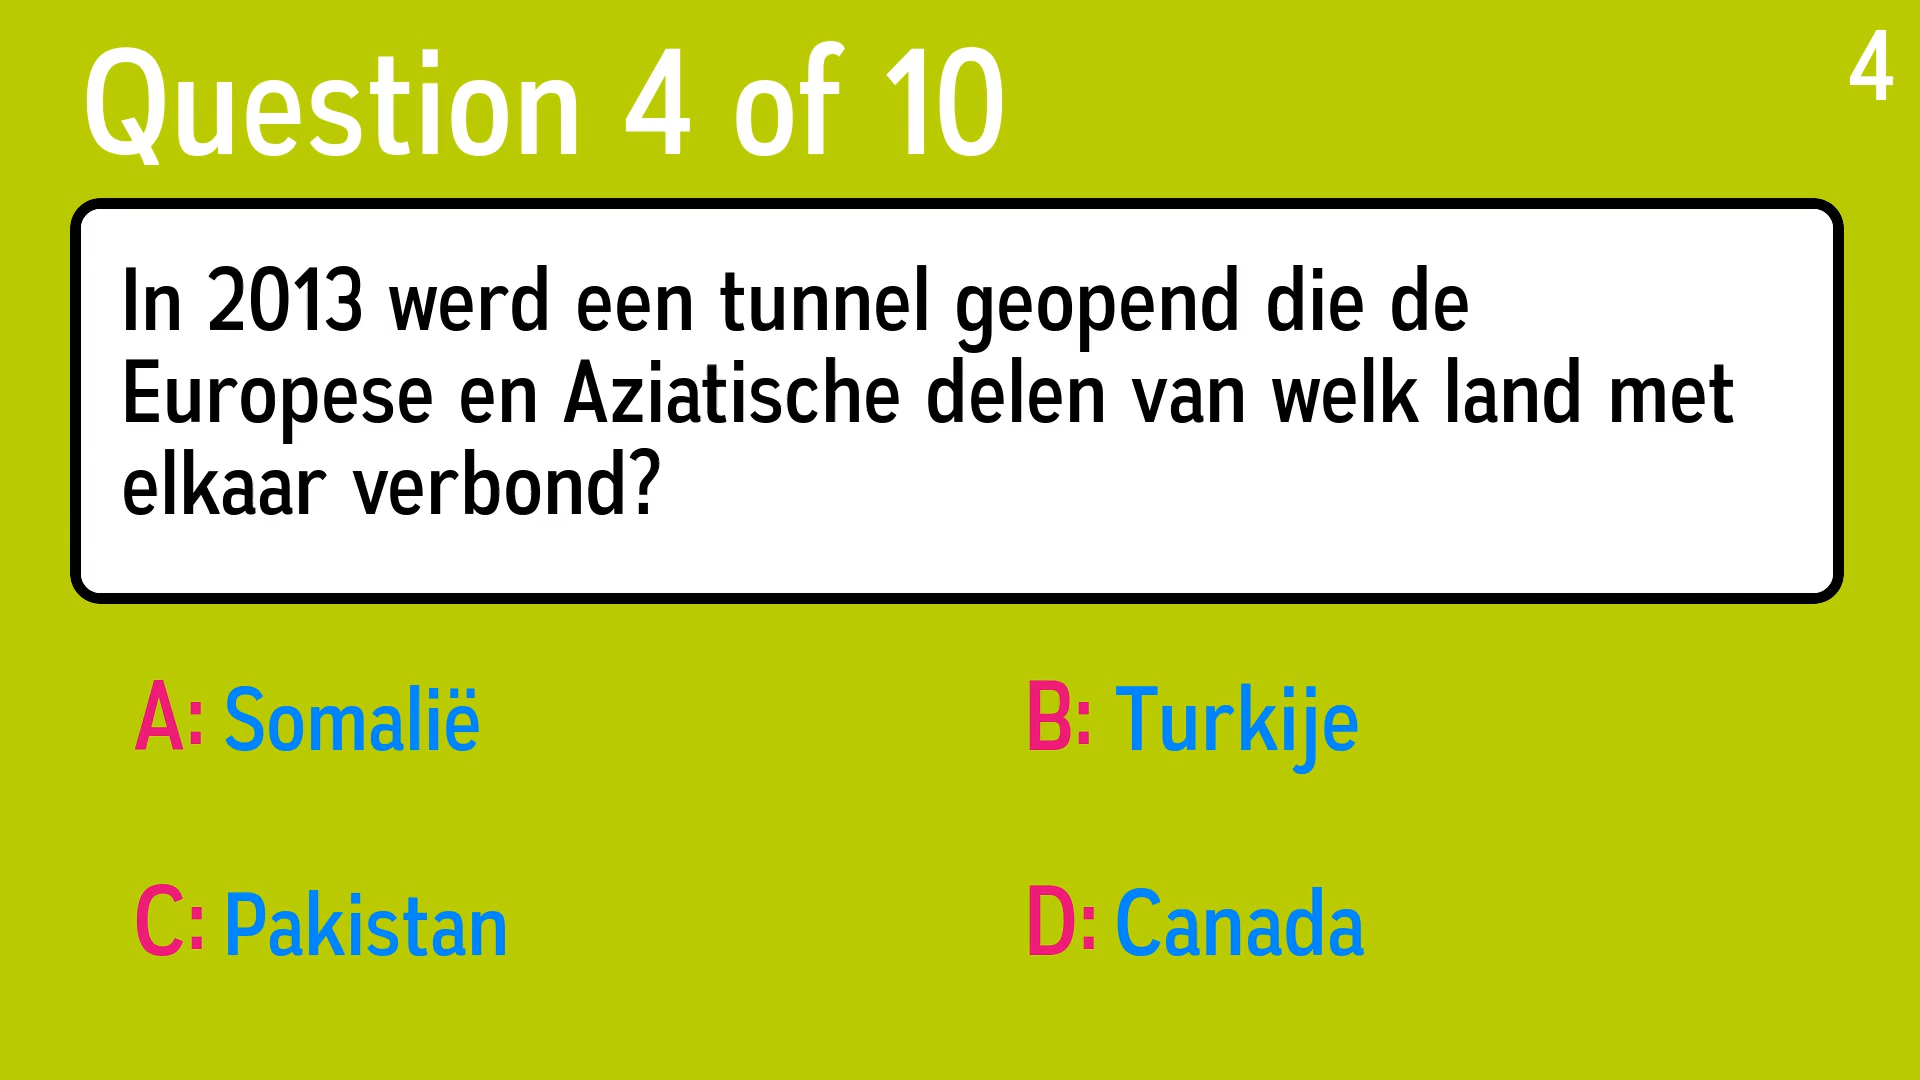 Question 4 of 10
4
In 2013 werd een tunnel geopend die de
Europese en Aziatische delen van welk land met
elkaar verbond?
A: Somalië
B: Turkije
C: Pakistan
D: Canada